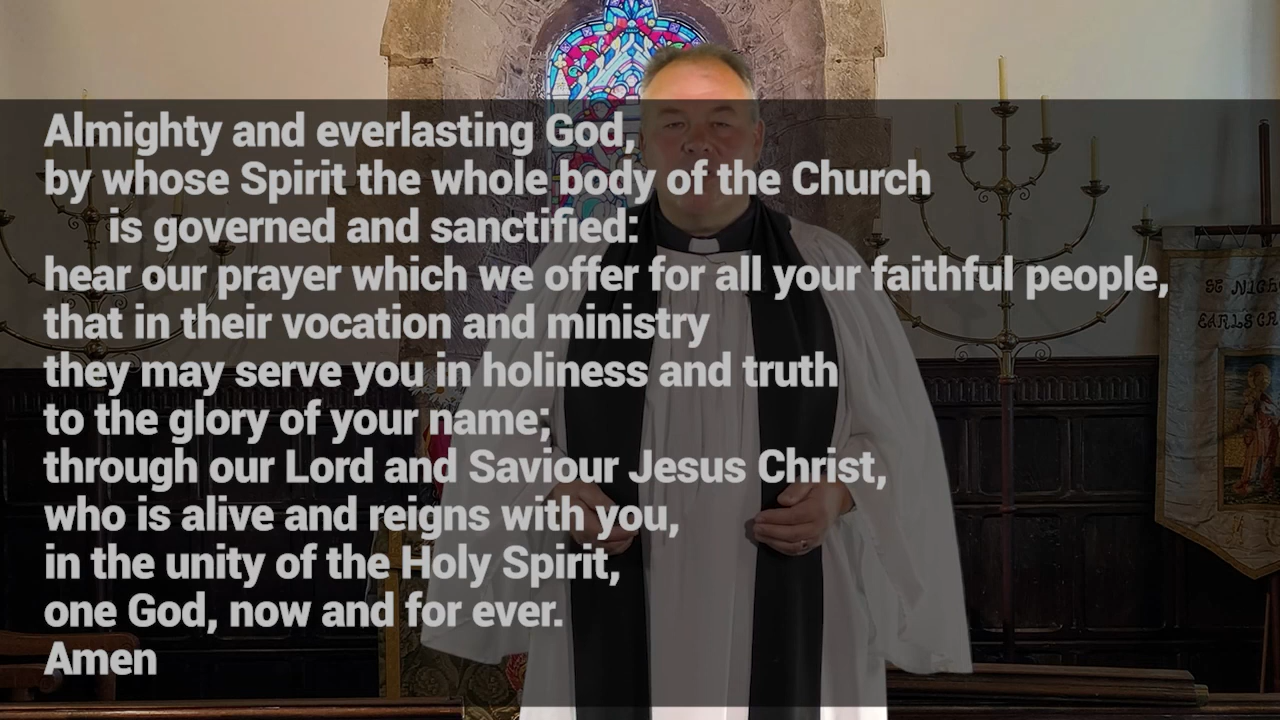 Almighty and everlasting God,
by whose Spirit the whole body of the Church
is governed and sanctified:
hear our prayer which we offer for all your faithful people,
that in their vocation and ministry
they may serve you in holiness and truth
to the glory of your name;
through our Lord and Saviour Jesus Christ,
who is alive and reigns with you,
in the unity of the Holy Spirit,
one God, now and for ever.
Amen
ST NICH
EARLS CR